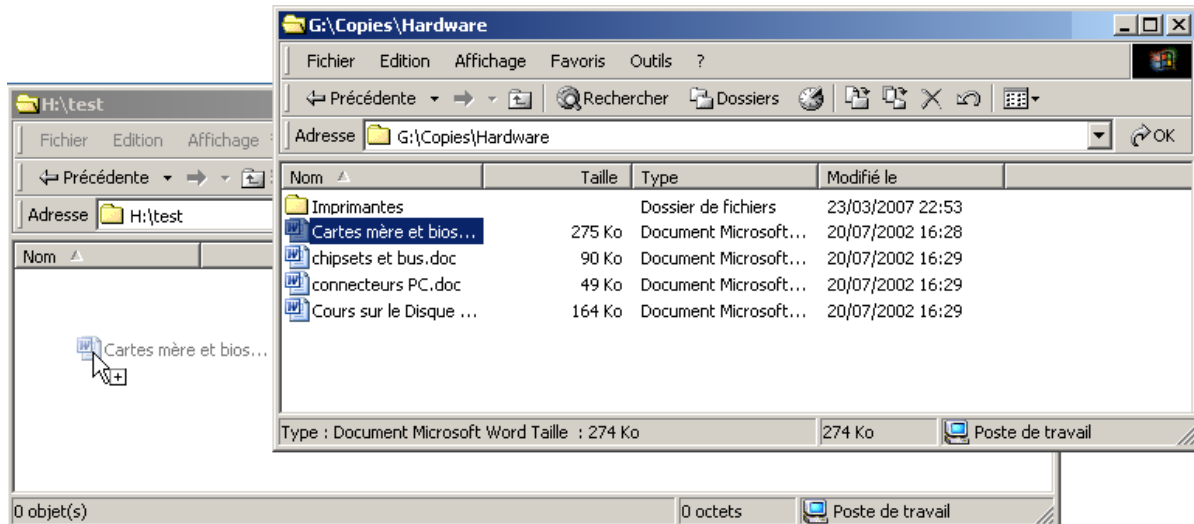 G:\Copies\Hardware
Fichier Edition Affichage Favoris Outils ?
Précédente Rechercher Dossiers
Adresse G:\Copies\Hardware OK
Nom Taille Type Modifié le
Imprimantes Dossier de fichiers 23/03/2007 22:53
Cartes mère et bios... 275 Ko Document Microsoft... 20/07/2002 16:28
chipsets et bus.doc 90 Ko Document Microsoft... 20/07/2002 16:29
connecteurs PC.doc 49 Ko Document Microsoft... 20/07/2002 16:29
Cours sur le Disque ... 164 Ko Document Microsoft... 20/07/2002 16:29
Type : Document Microsoft Word Taille : 274 Ko 274 Ko Poste de travail
H:\test
Fichier Edition Affichage
Précédente
Adresse H:\test
Nom
Cartes mère et bios...
0 objet(s) 0 octets Poste de travail